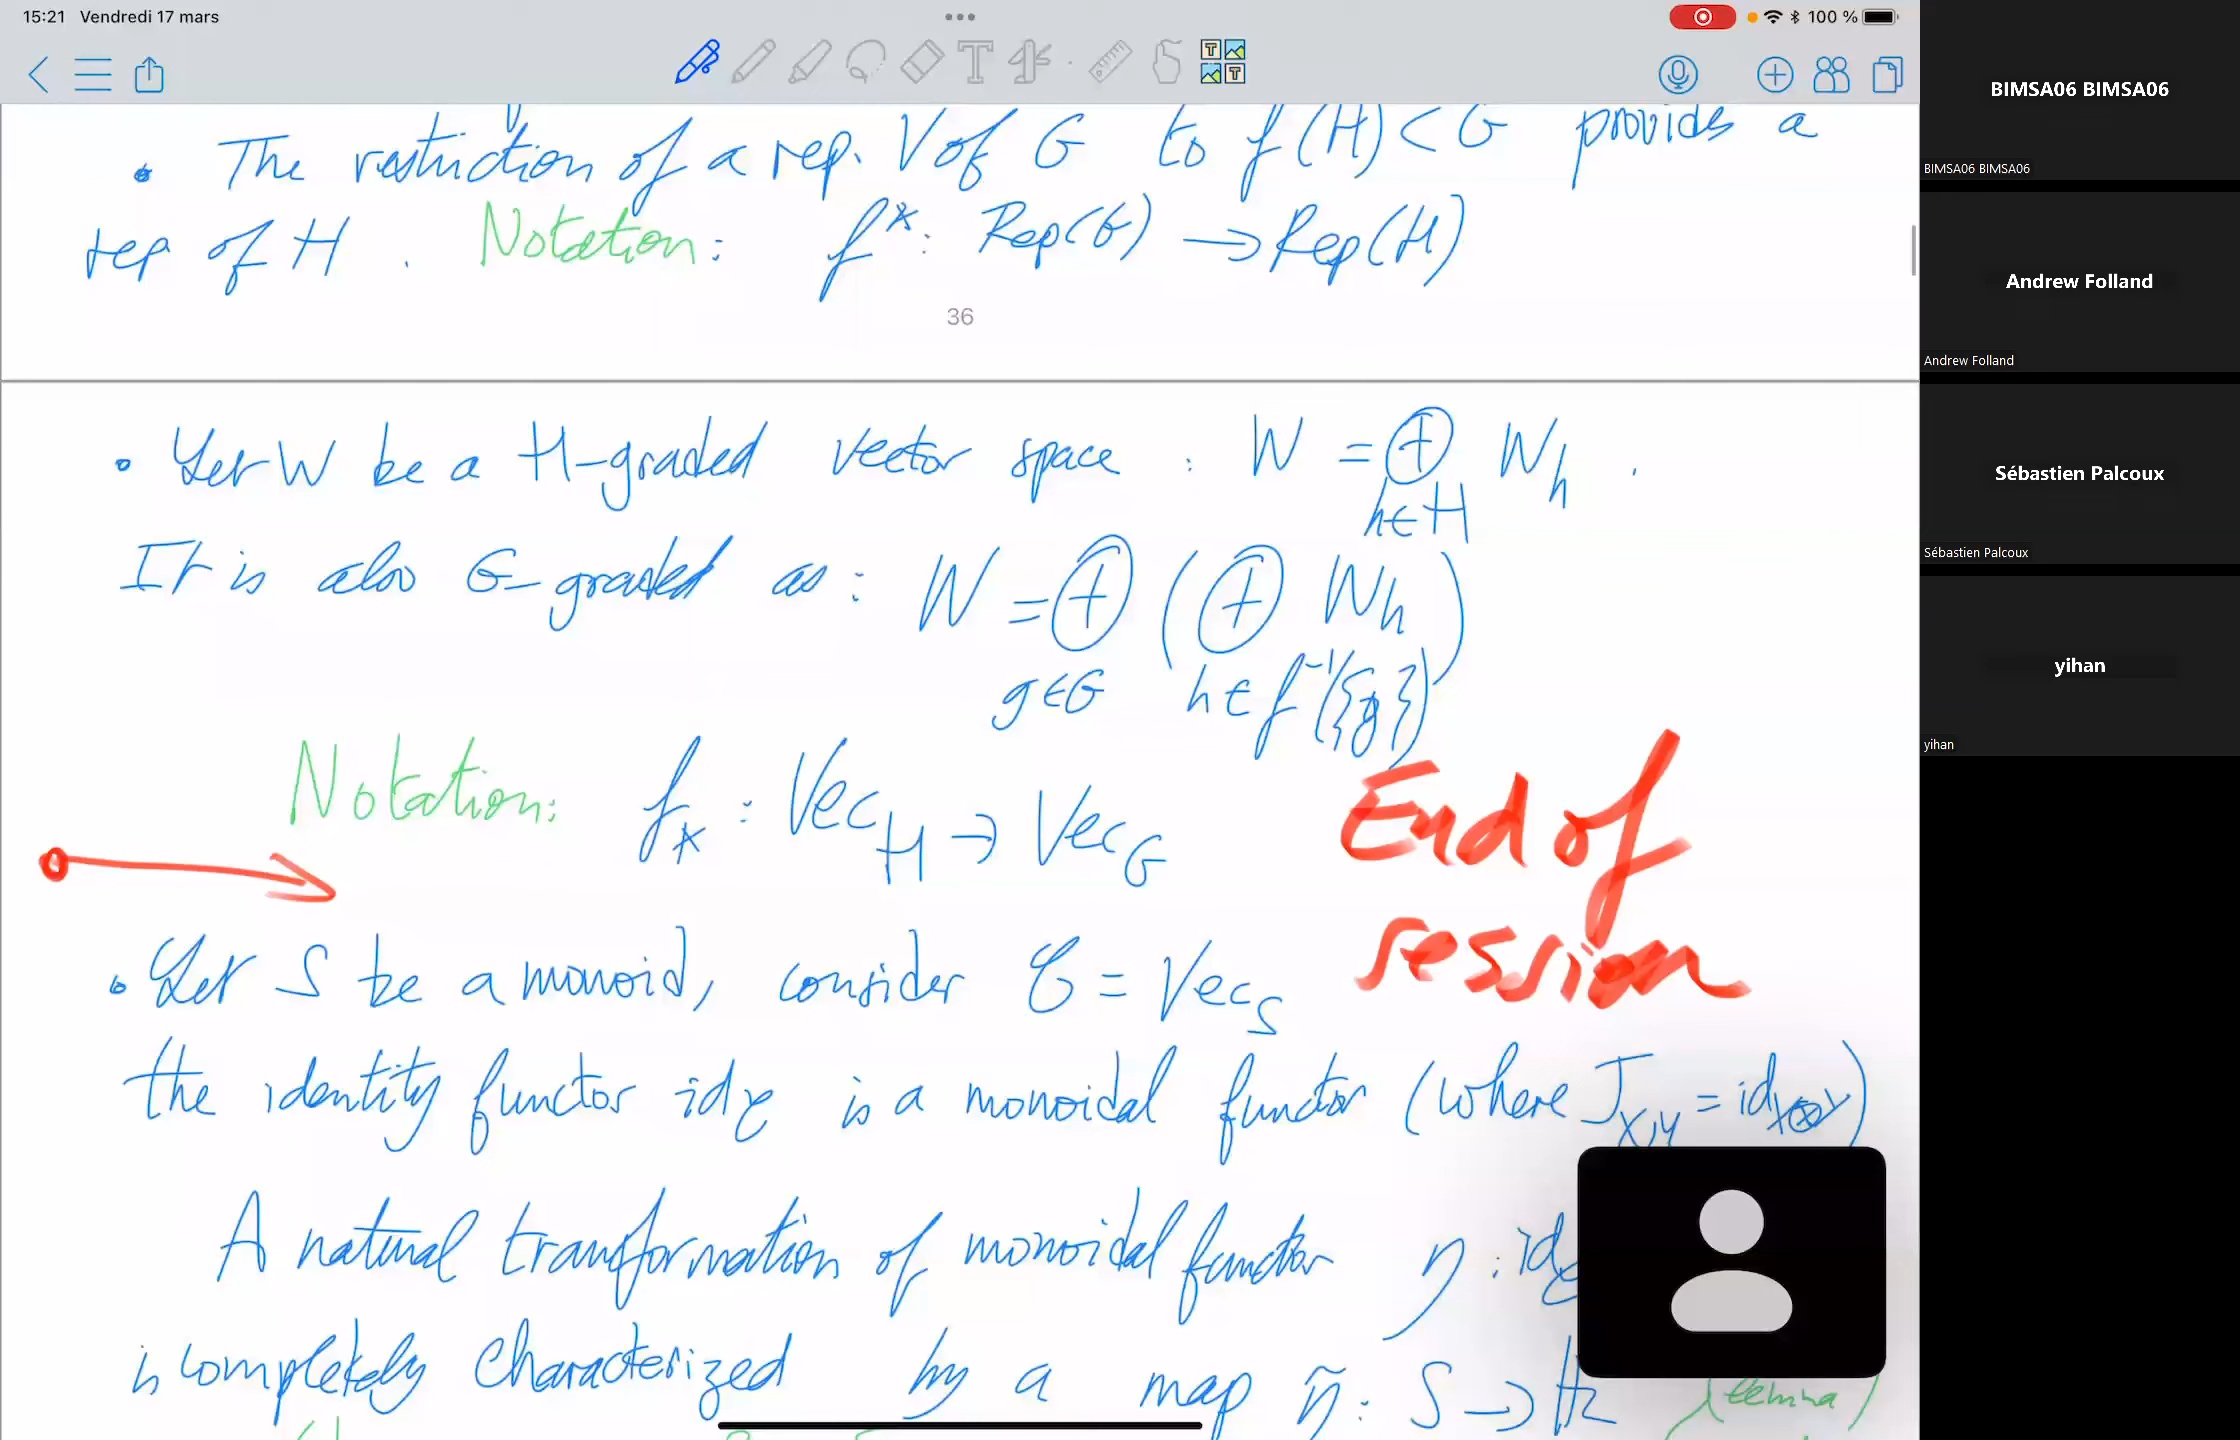 15:21 Vendredi 17 mars
100 %
• The restriction of a rep. V of G to f(H) < G provides a
rep of H. Notation: f*: Rep(G) → Rep(H)
36
• Let W be a H-graded vector space: W = ⊕ W_h.
h∈H
It is also G-graded as: W = ⊕ ( ⊕ W_h )
g∈G h∈f⁻¹({g})
Notation: f_*: Vec_H → Vec_G
End of
session
• Let S be a monoid, consider 𝒞 = Vec_S
the identity functor id_𝒞 is a monoidal functor (where J_{X,Y} = id_{X⊗Y})
A natural transformation of monoidal functor η: id_𝒞
is completely characterized by a map η̃: S → k
(lemma)
BIMSA06 BIMSA06
BIMSA06 BIMSA06
Andrew Folland
Andrew Folland
Sébastien Palcoux
Sébastien Palcoux
yihan
yihan